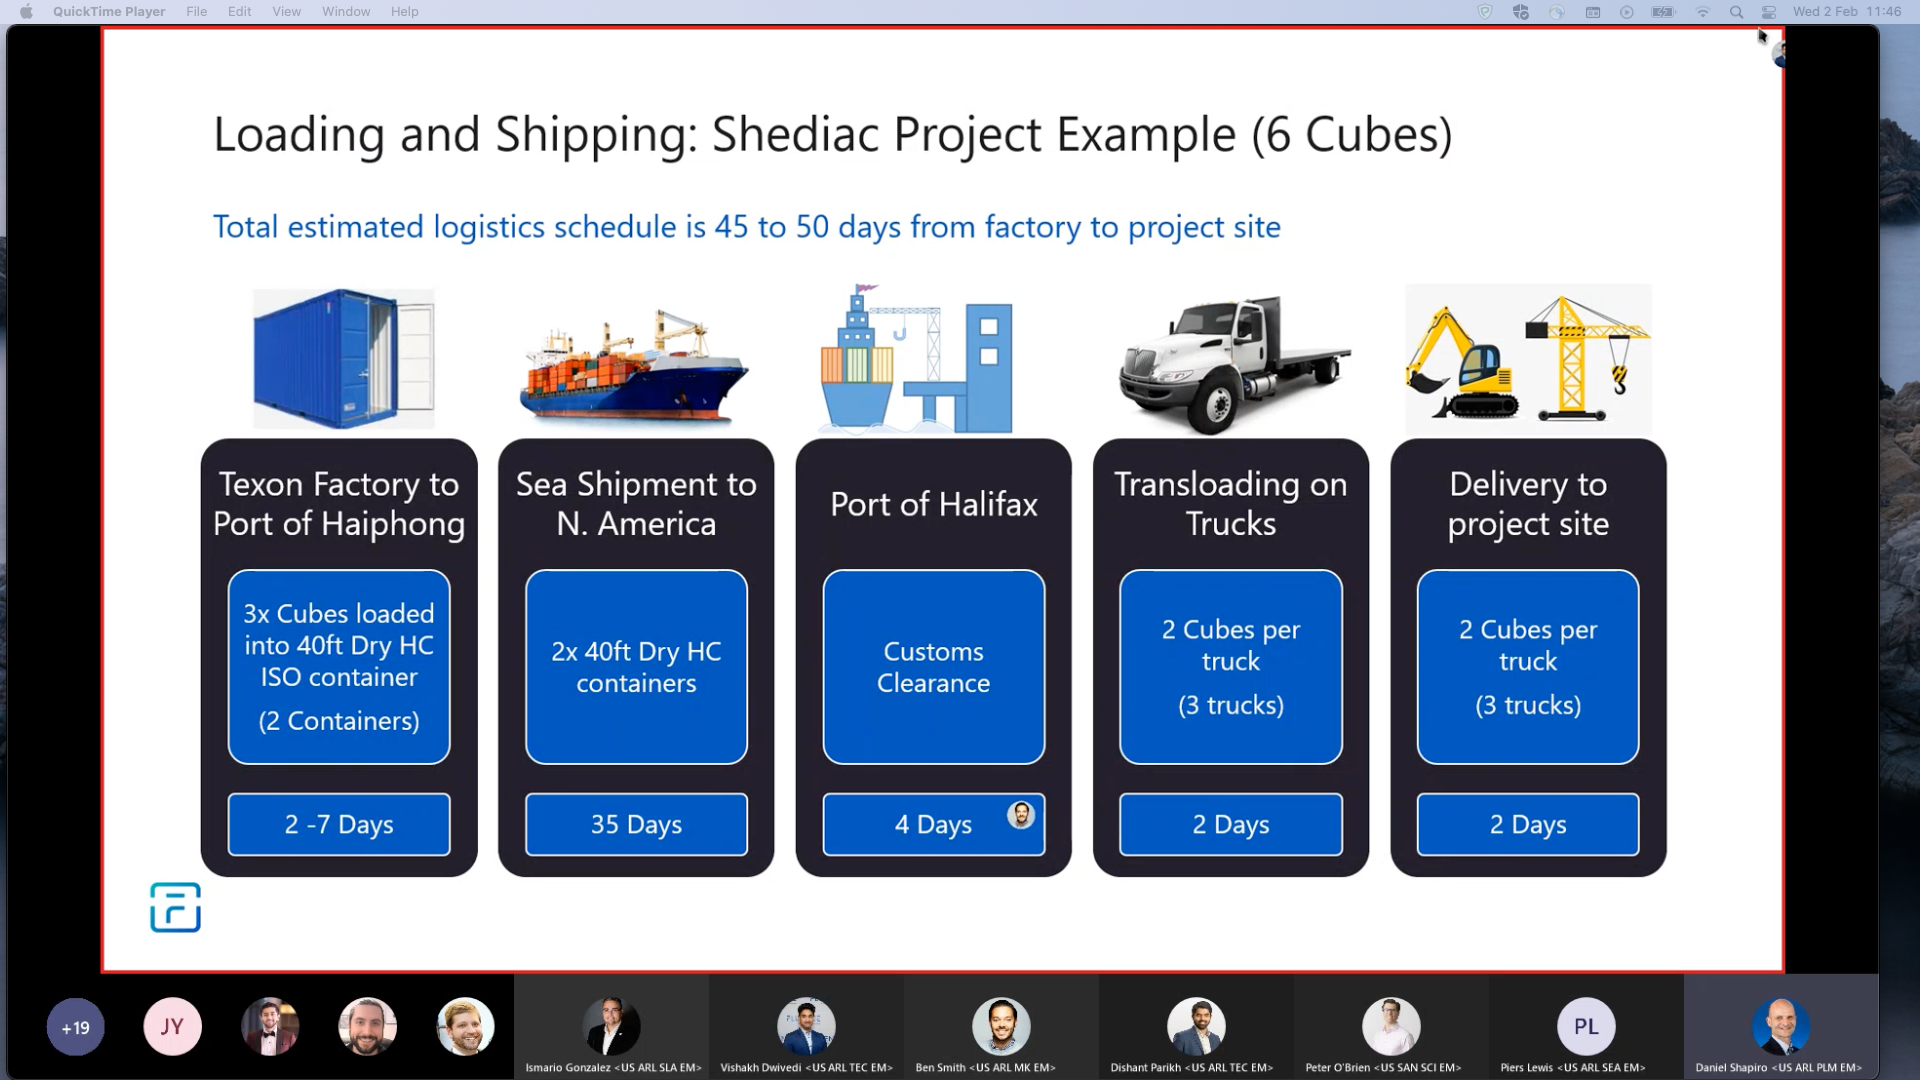 QuickTime Player File Edit View Window Help Wed 2 Feb 11:46
Loading and Shipping: Shediac Project Example (6 Cubes)
Total estimated logistics schedule is 45 to 50 days from factory to project site
Texon Factory to
Port of Haiphong
3x Cubes loaded
into 40ft Dry HC
ISO container
(2 Containers)
2 -7 Days
Sea Shipment to
N. America
2x 40ft Dry HC
containers
35 Days
Port of Halifax
Customs
Clearance
4 Days
Transloading on
Trucks
2 Cubes per
truck
(3 trucks)
2 Days
Delivery to
project site
2 Cubes per
truck
(3 trucks)
2 Days
+19
JY
PL
Ismario Gonzalez <US ARL SLA EM>
Vishakh Dwivedi <US ARL TEC EM>
Ben Smith <US ARL MK EM>
Dishant Parikh <US ARL TEC EM>
Peter O'Brien <US SAN SCI EM>
Piers Lewis <US ARL SEA EM>
Daniel Shapiro <US ARL PLM EM>